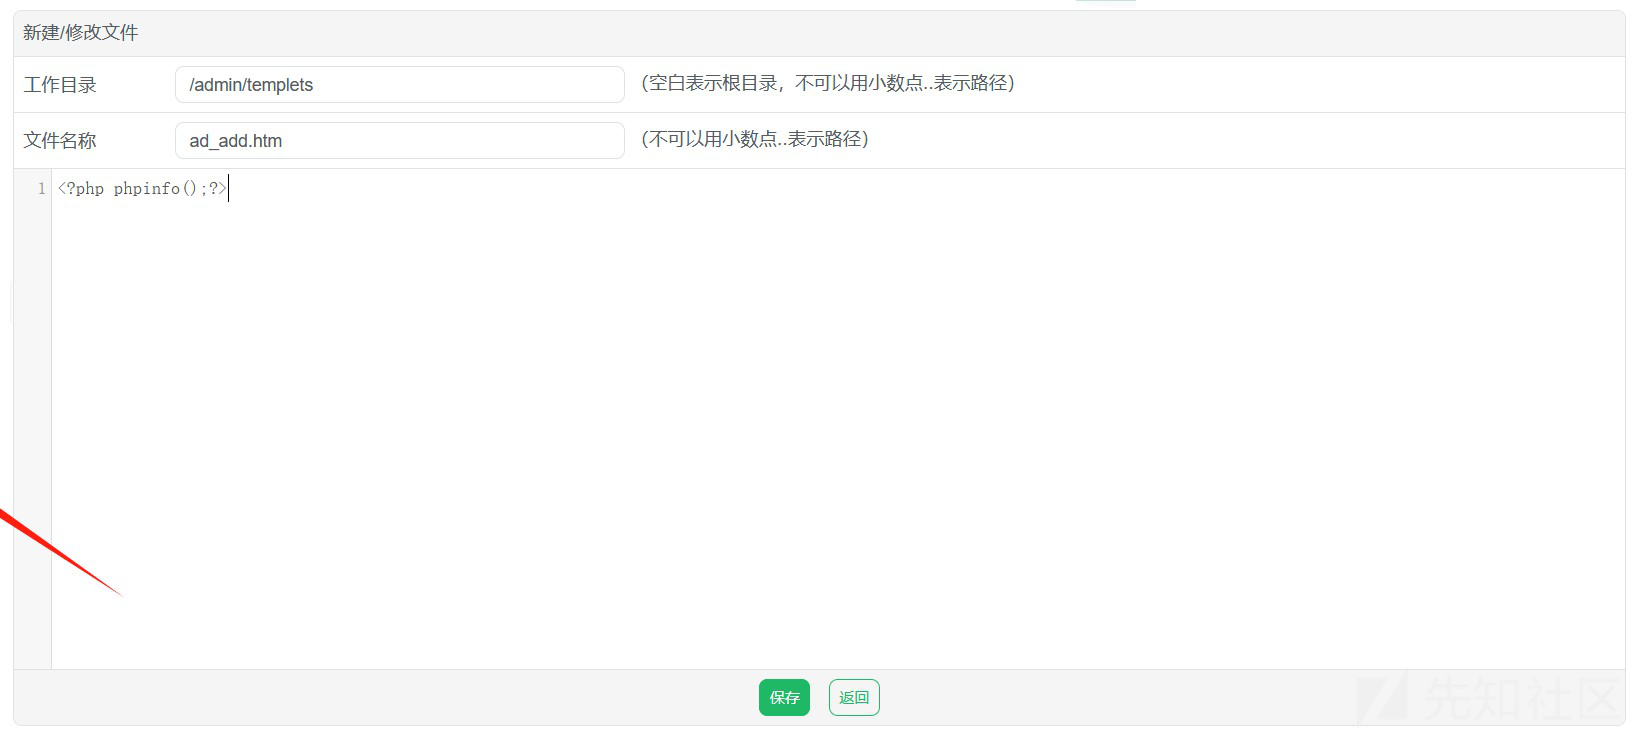 新建/修改文件
工作目录 /admin/templets （空白表示根目录，不可以用小数点..表示路径）
文件名称 ad_add.htm （不可以用小数点..表示路径）
1 <?php phpinfo();?>
保存 返回
先知社区